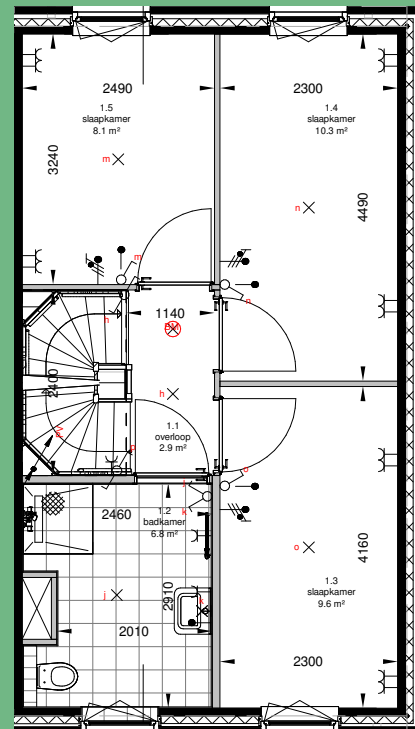 2490
2300
1.5
slaapkamer
8.1 m²
1.4
slaapkamer
10.3 m²
3240
m
n
4490
m
n
h
1140
BM
2400
h
1.1
overloop
2.9 m²
p
o
j
k
2460
1.2
badkamer
6.8 m²
o
4160
j
2910
k
1.3
slaapkamer
9.6 m²
2010
2300